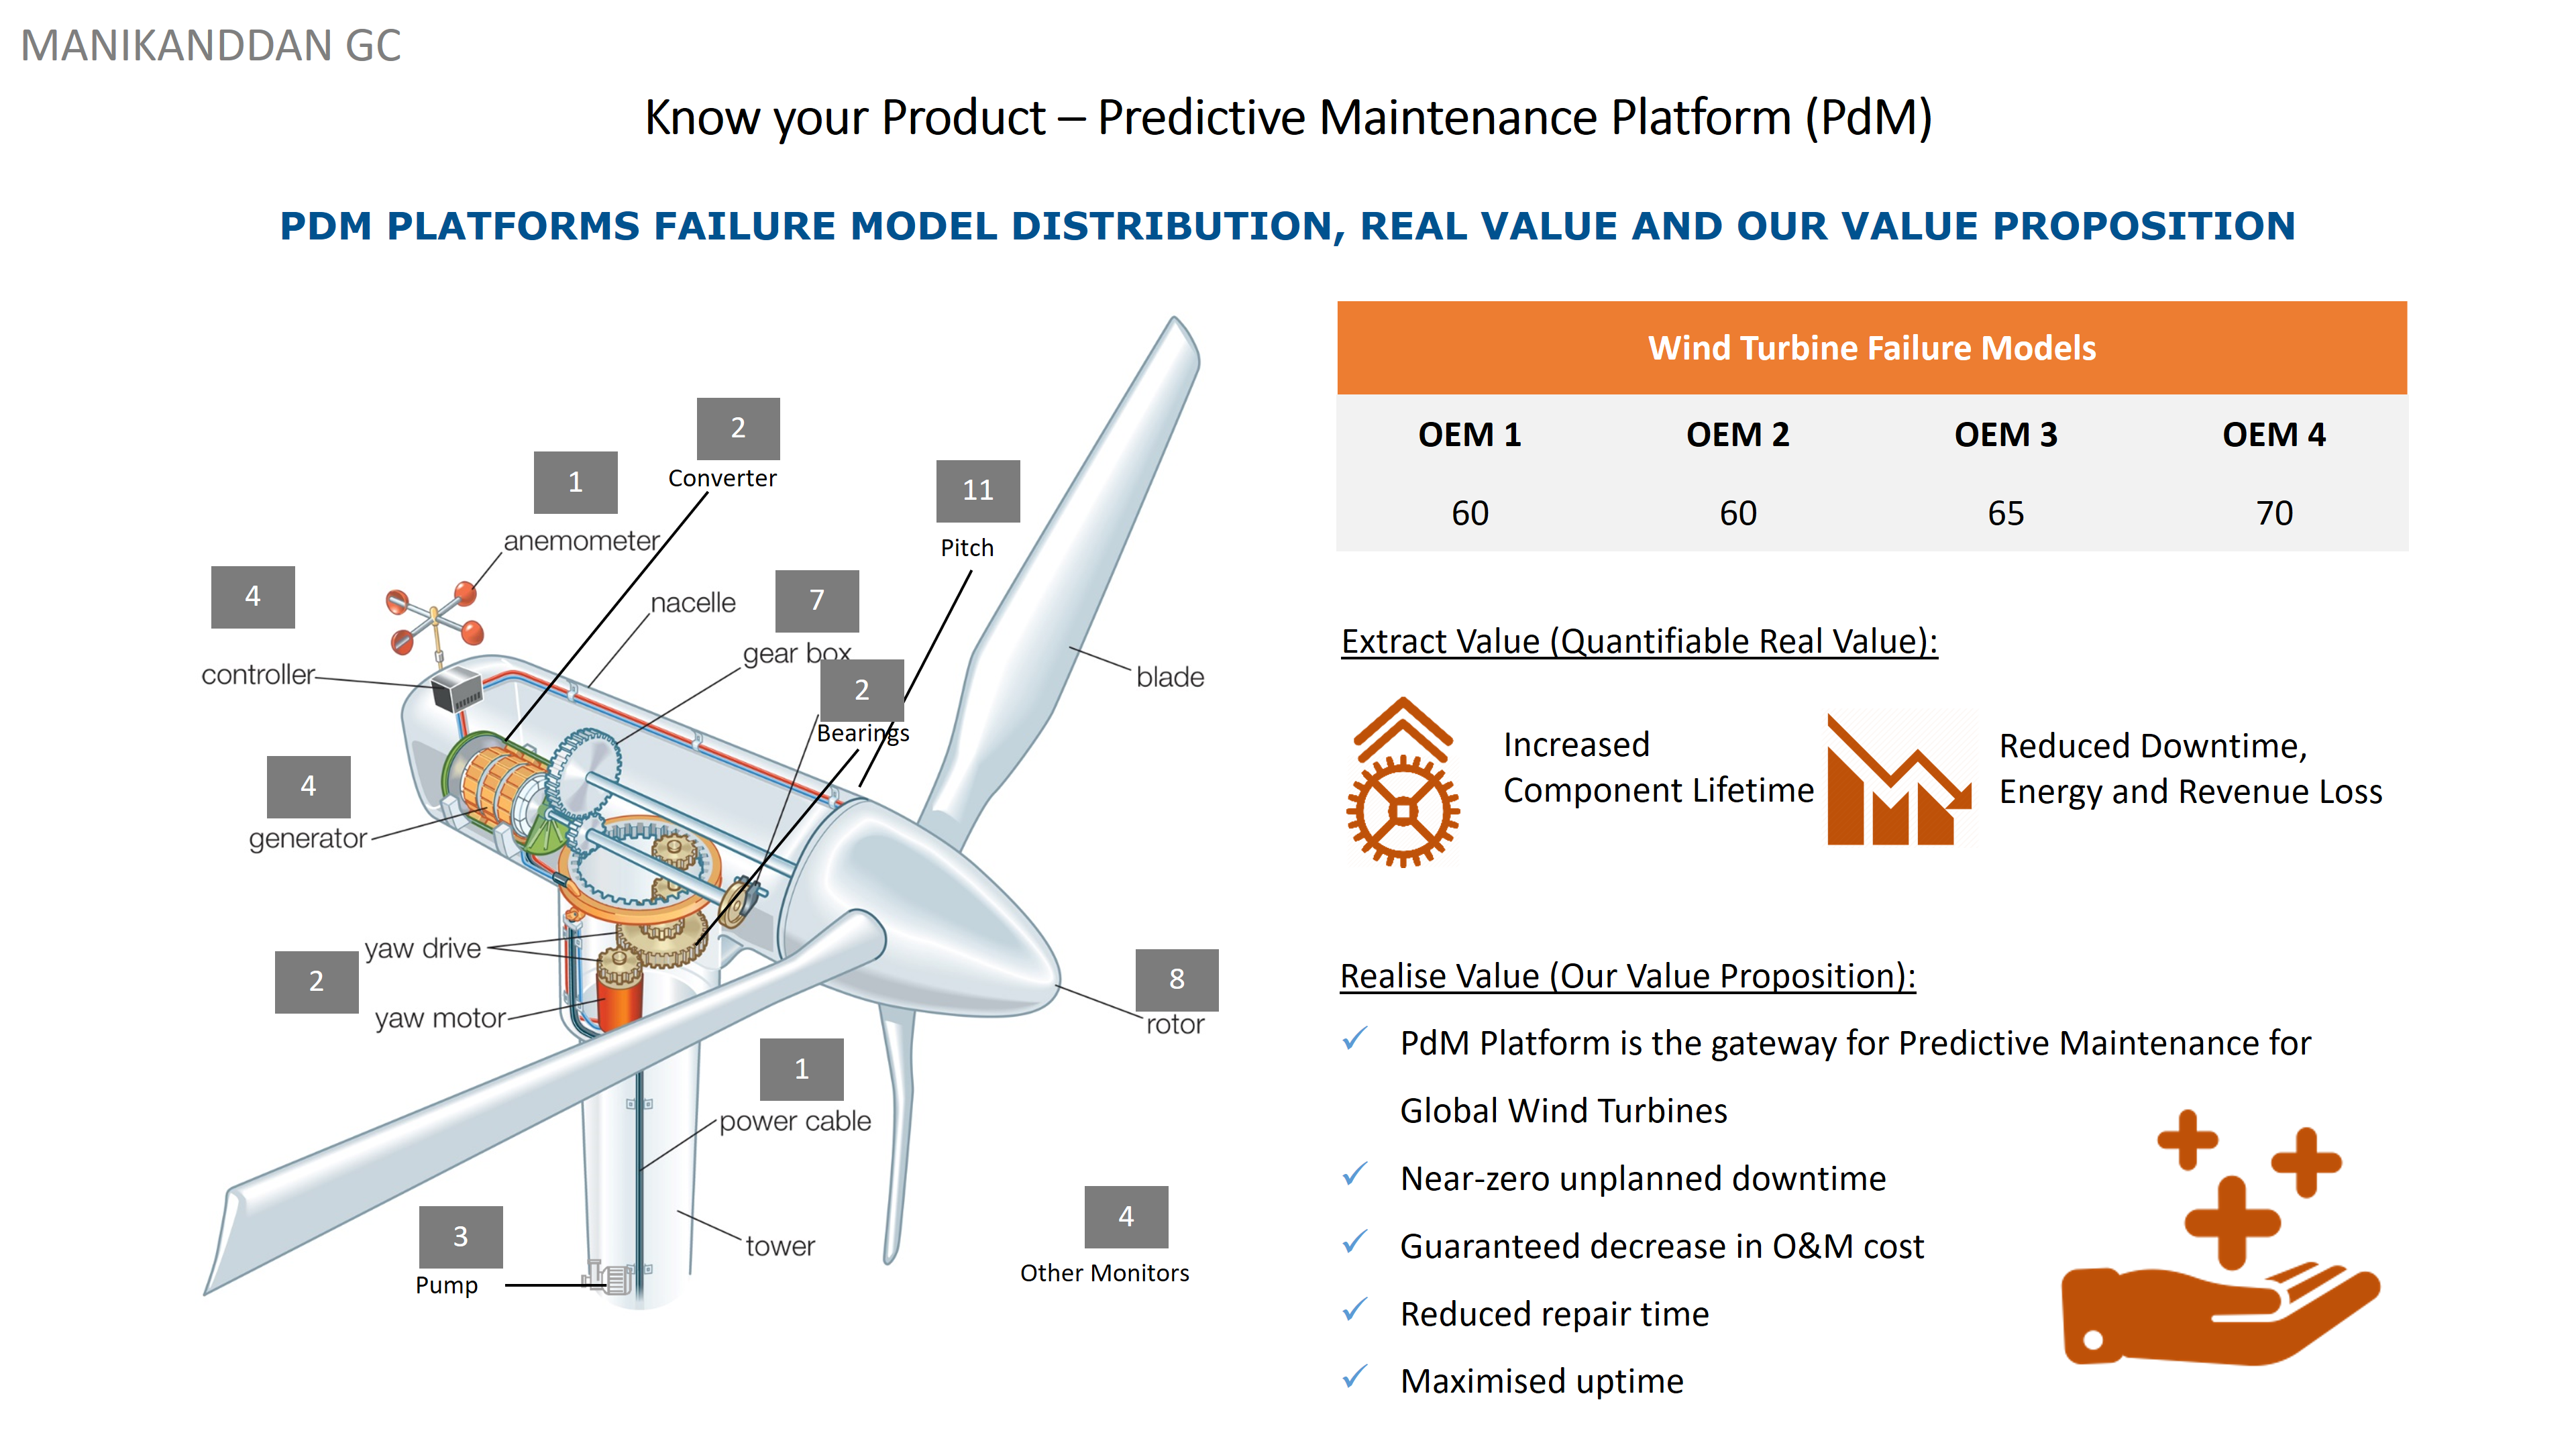 MANIKANDDAN GC
Know your Product – Predictive Maintenance Platform (PdM)
PDM PLATFORMS FAILURE MODEL DISTRIBUTION, REAL VALUE AND OUR VALUE PROPOSITION
2
Converter
1
anemometer
11
Pitch
4
controller
nacelle
7
gear box
2
Bearings
blade
4
generator
yaw drive
2
yaw motor
8
rotor
1
power cable
3
Pump
tower
4
Other Monitors
Wind Turbine Failure Models
OEM 1 OEM 2 OEM 3 OEM 4
60 60 65 70
Extract Value (Quantifiable Real Value):
Increased
Component Lifetime
Reduced Downtime,
Energy and Revenue Loss
Realise Value (Our Value Proposition):
✓ PdM Platform is the gateway for Predictive Maintenance for
Global Wind Turbines
✓ Near-zero unplanned downtime
✓ Guaranteed decrease in O&M cost
✓ Reduced repair time
✓ Maximised uptime